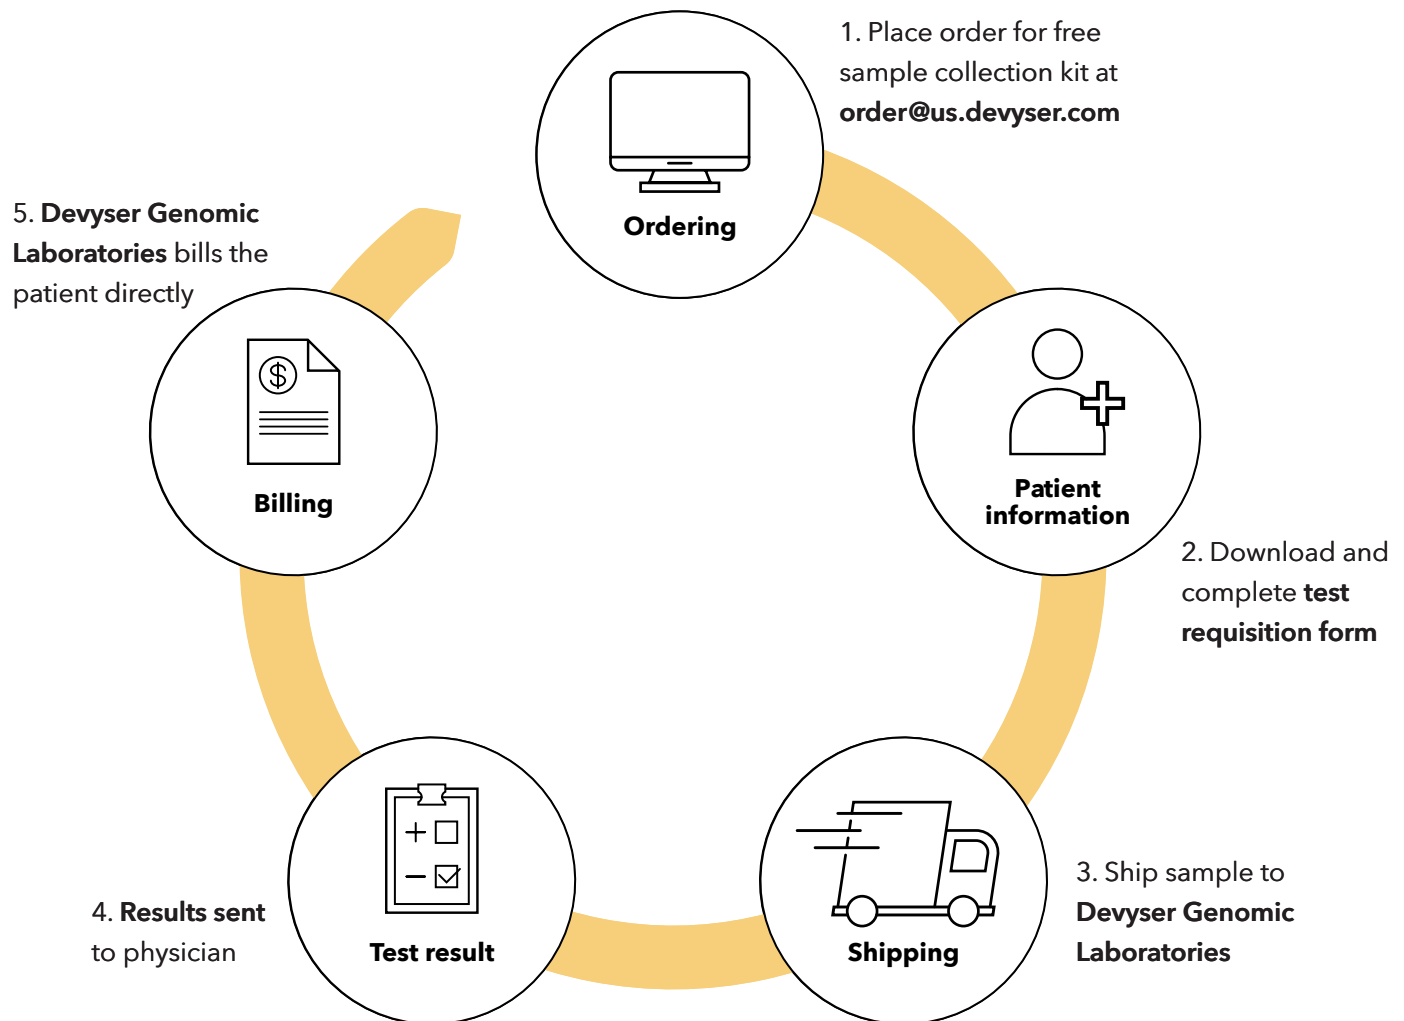 1. Place order for free
sample collection kit at
order@us.devyser.com
Ordering
Patient
information
2. Download and
complete test
requisition form
3. Ship sample to
Devyser Genomic
Laboratories
Shipping
4. Results sent
to physician
Test result
5. Devyser Genomic
Laboratories bills the
patient directly
$
Billing